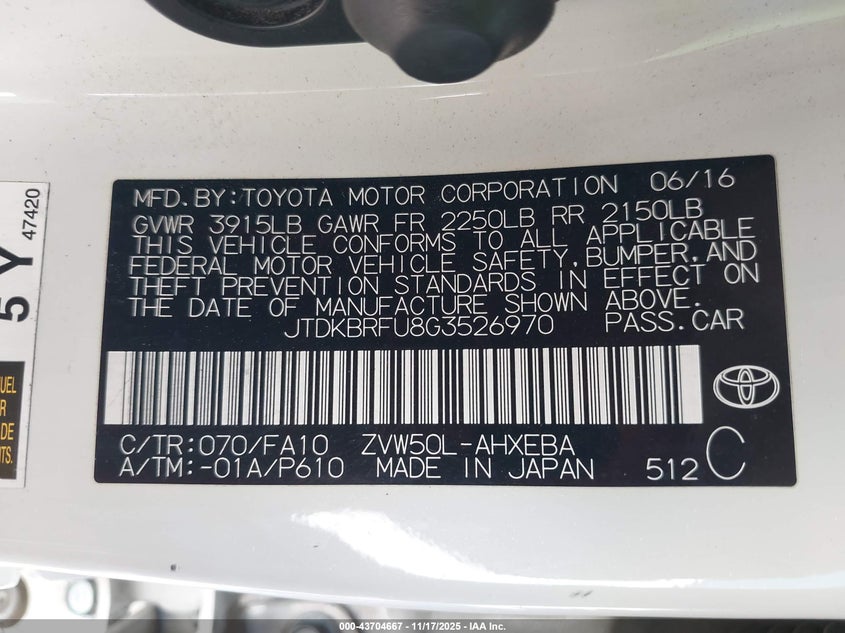 MFD.BY:TOYOTA MOTOR CORPORATION 06/16
GVWR 3915LB GAWR FR 2250LB RR 2150LB
THIS VEHICLE CONFORMS TO ALL APPLICABLE
FEDERAL MOTOR VEHICLE SAFETY,BUMPER,AND
THEFT PREVENTION STANDARDS IN EFFECT ON
THE DATE OF MANUFACTURE SHOWN ABOVE.
JTDKBRFU8G3526970 PASS.CAR
C/TR:070/FA10 ZVW50L-AHXEBA
A/TM:-01A/P610 MADE IN JAPAN 512 C
5 Y
47420
000-43704667 - 11/17/2025 - IAA Inc.